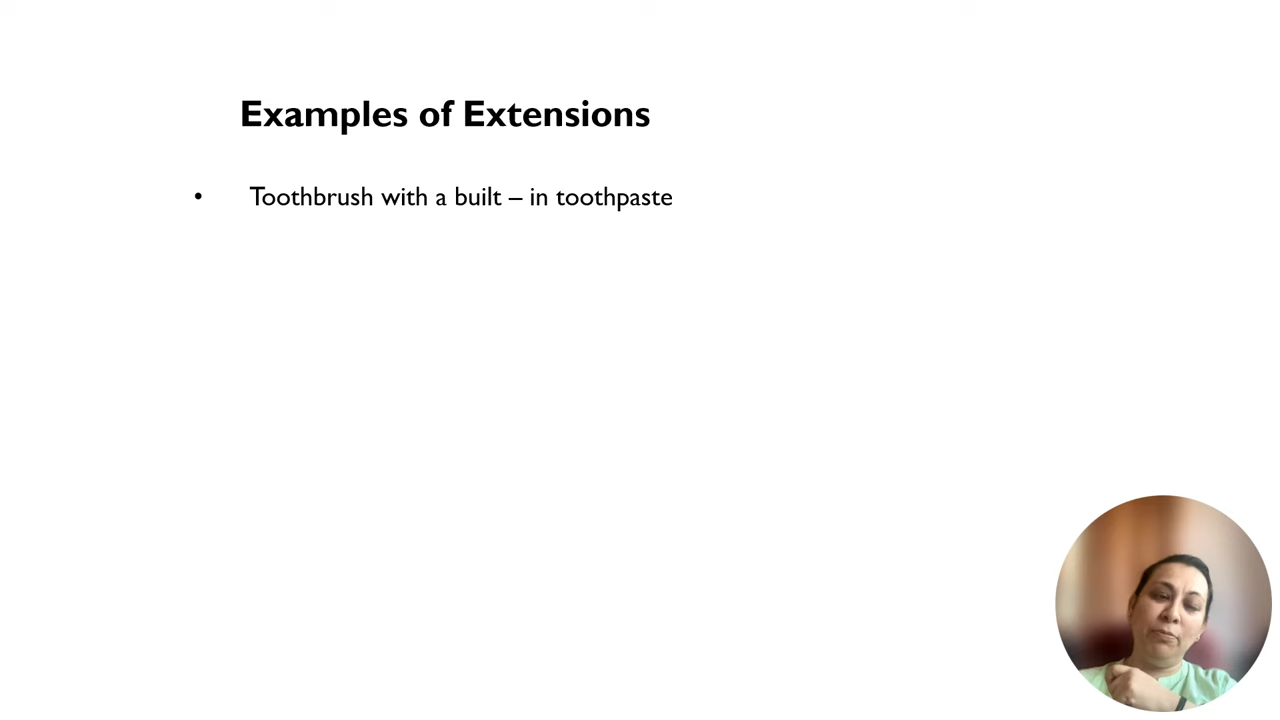 Examples of Extensions
• Toothbrush with a built – in toothpaste